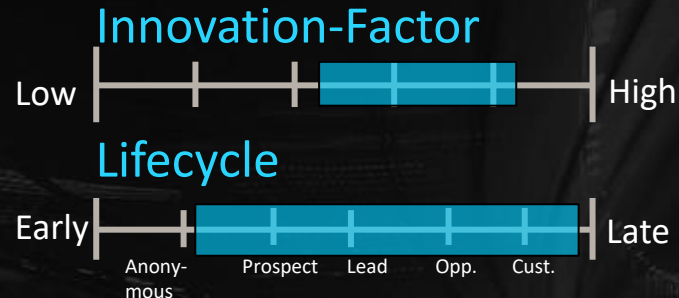 Innovation-Factor
Low
High
Lifecycle
Early
Late
Anony-
mous
Prospect
Lead
Opp.
Cust.